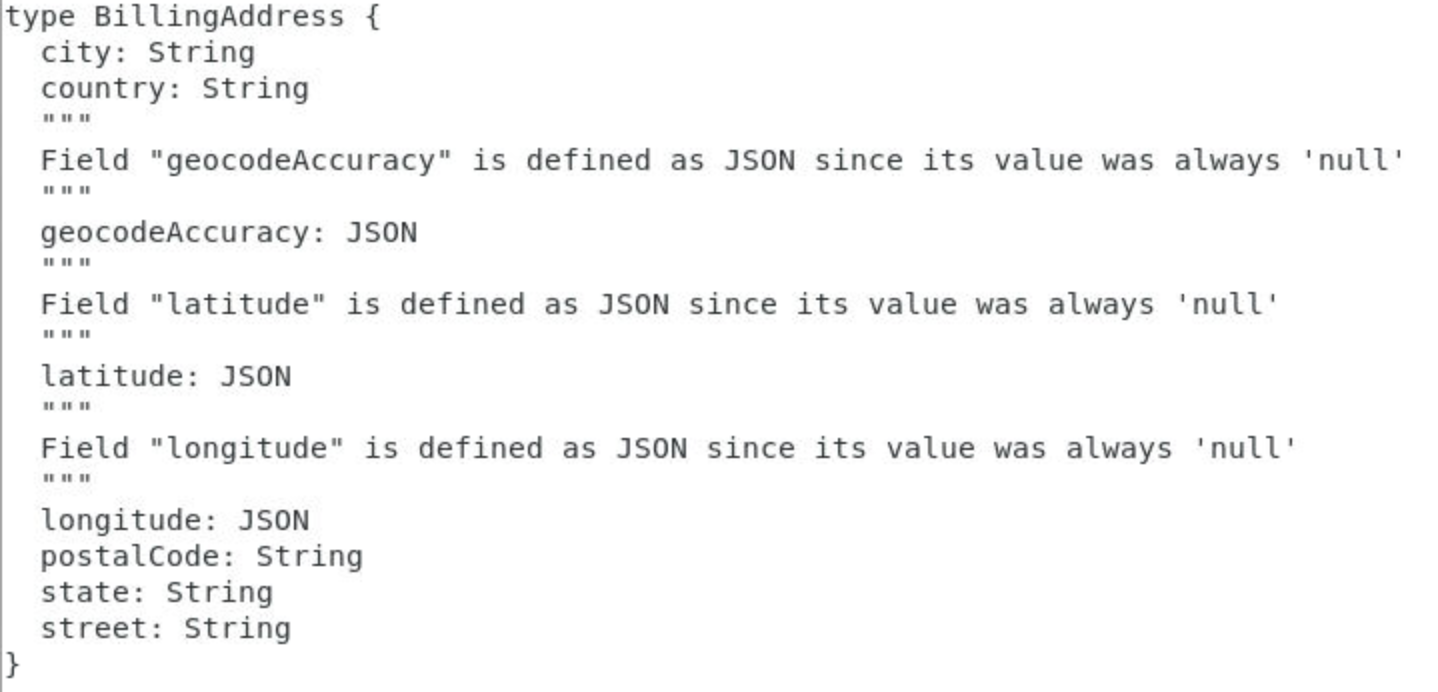 type BillingAddress {
  city: String
  country: String
  """
  Field "geocodeAccuracy" is defined as JSON since its value was always 'null'
  """
  geocodeAccuracy: JSON
  """
  Field "latitude" is defined as JSON since its value was always 'null'
  """
  latitude: JSON
  """
  Field "longitude" is defined as JSON since its value was always 'null'
  """
  longitude: JSON
  postalCode: String
  state: String
  street: String
}